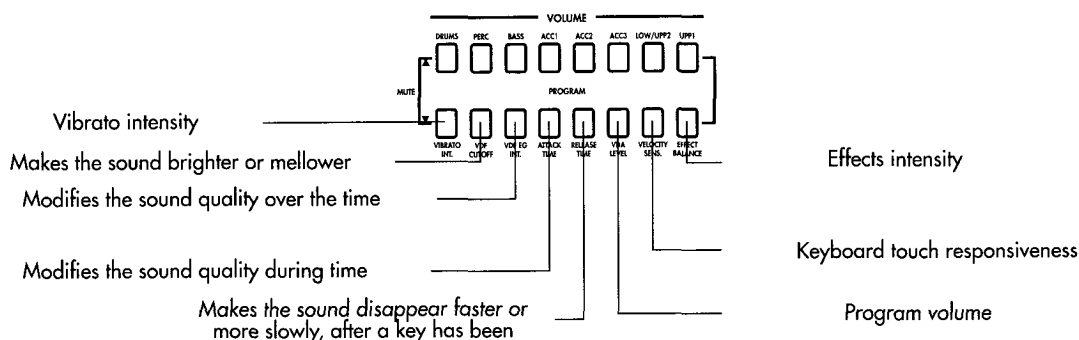 VOLUME
DRUMS PERC BASS ACC1 ACC2 ACC3 LOW/UPP2 UPP1
MUTE
PROGRAM
VIBRATO INT. VDF CUTOFF VDF EG INT. ATTACK TIME RELEASE TIME VDA LEVEL VELOCITY SENS. EFFECT BALANCE
Vibrato intensity
Makes the sound brighter or mellower
Modifies the sound quality over the time
Modifies the sound quality during time
Makes the sound disappear faster or
more slowly, after a key has been
Effects intensity
Keyboard touch responsiveness
Program volume